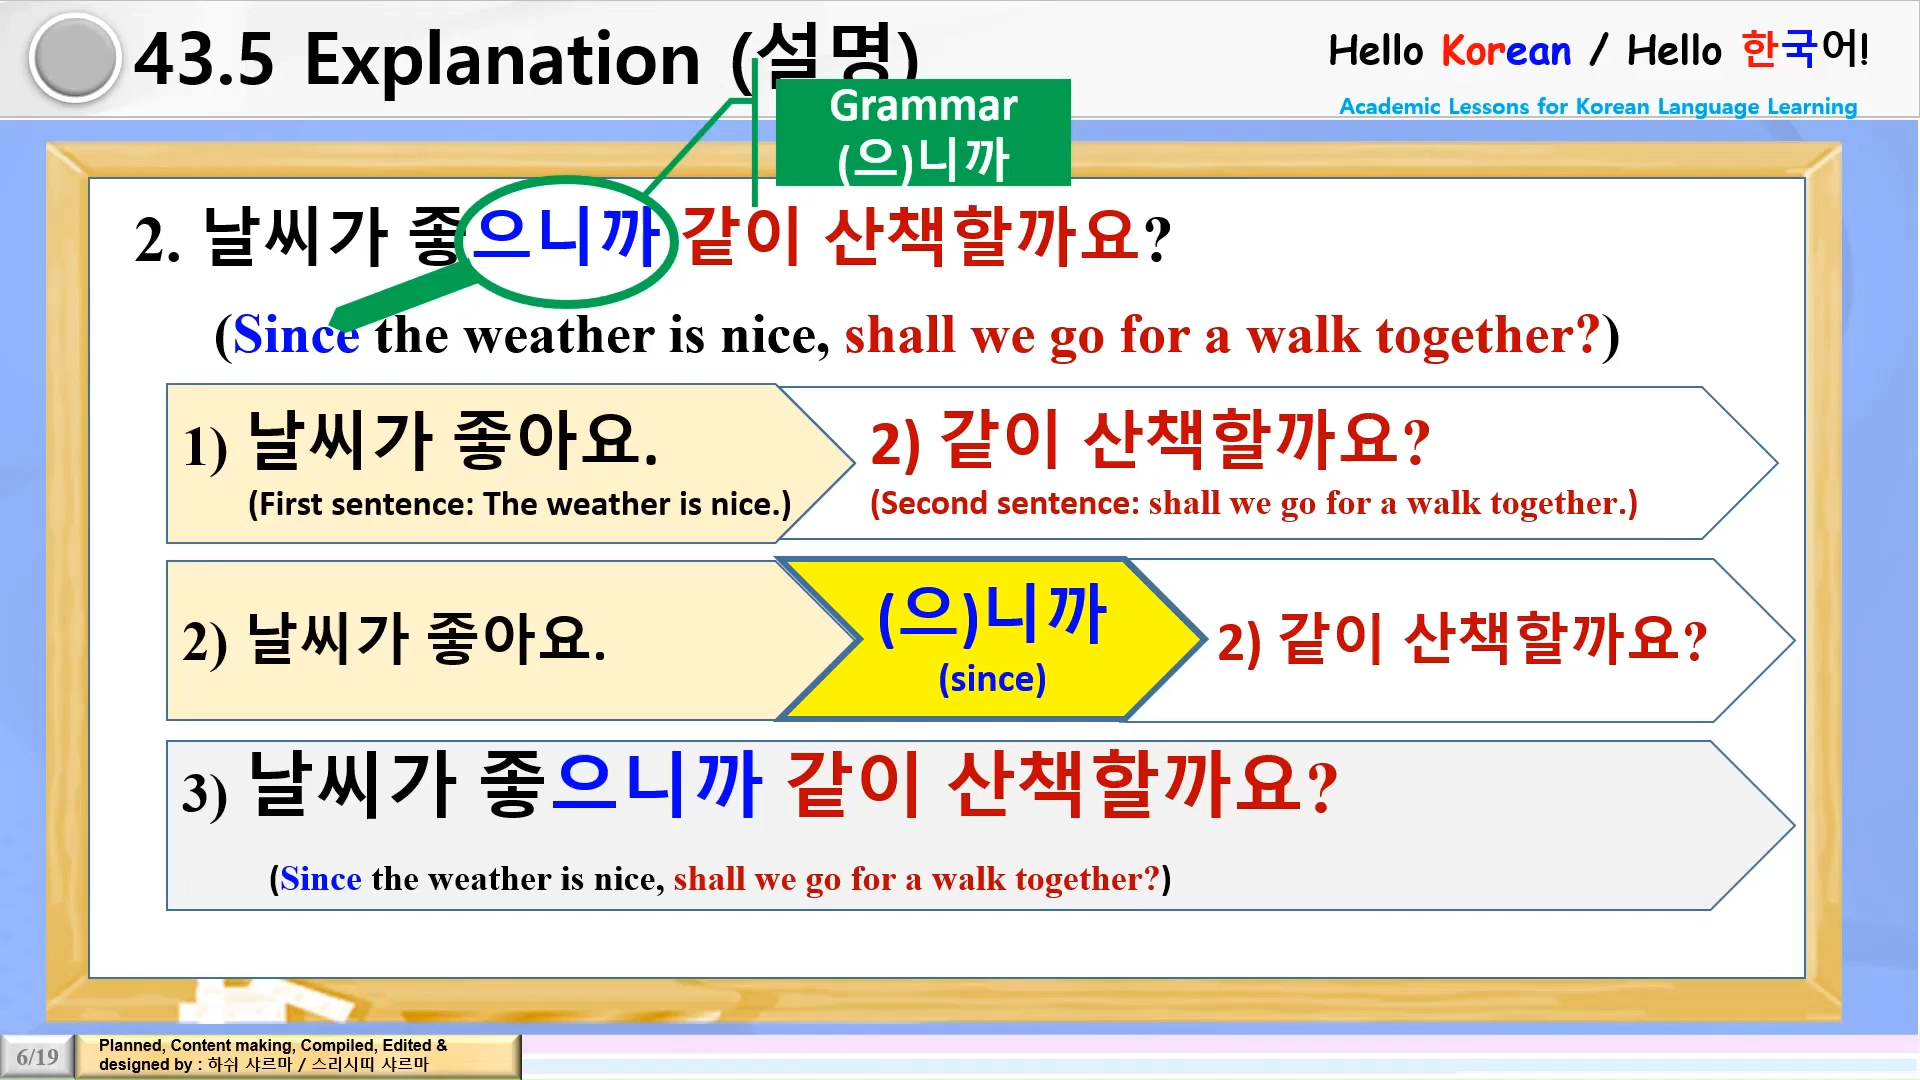 43.5 Explanation (설명)
Hello Korean / Hello 한국어!
Academic Lessons for Korean Language Learning
Grammar
(으)니까
2. 날씨가 좋으니까 같이 산책할까요?
(Since the weather is nice, shall we go for a walk together?)
1) 날씨가 좋아요.
(First sentence: The weather is nice.)
2) 같이 산책할까요?
(Second sentence: shall we go for a walk together.)
2) 날씨가 좋아요.
(으)니까
(since)
2) 같이 산책할까요?
3) 날씨가 좋으니까 같이 산책할까요?
(Since the weather is nice, shall we go for a walk together?)
6/19
Planned, Content making, Compiled, Edited &
designed by : 하쉬 샤르마 / 스리시띠 샤르마